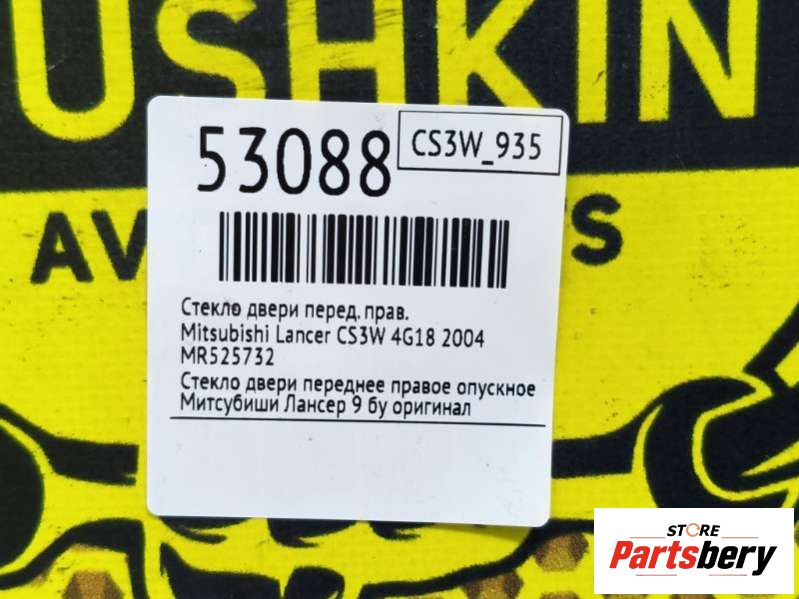 USHKIN
AV
S
53088
CS3W_935
Стекло двери перед. прав.
Mitsubishi Lancer CS3W 4G18 2004
MR525732
Стекло двери переднее правое опускное
Митсубиши Лансер 9 бу оригинал
STORE
Partsbery